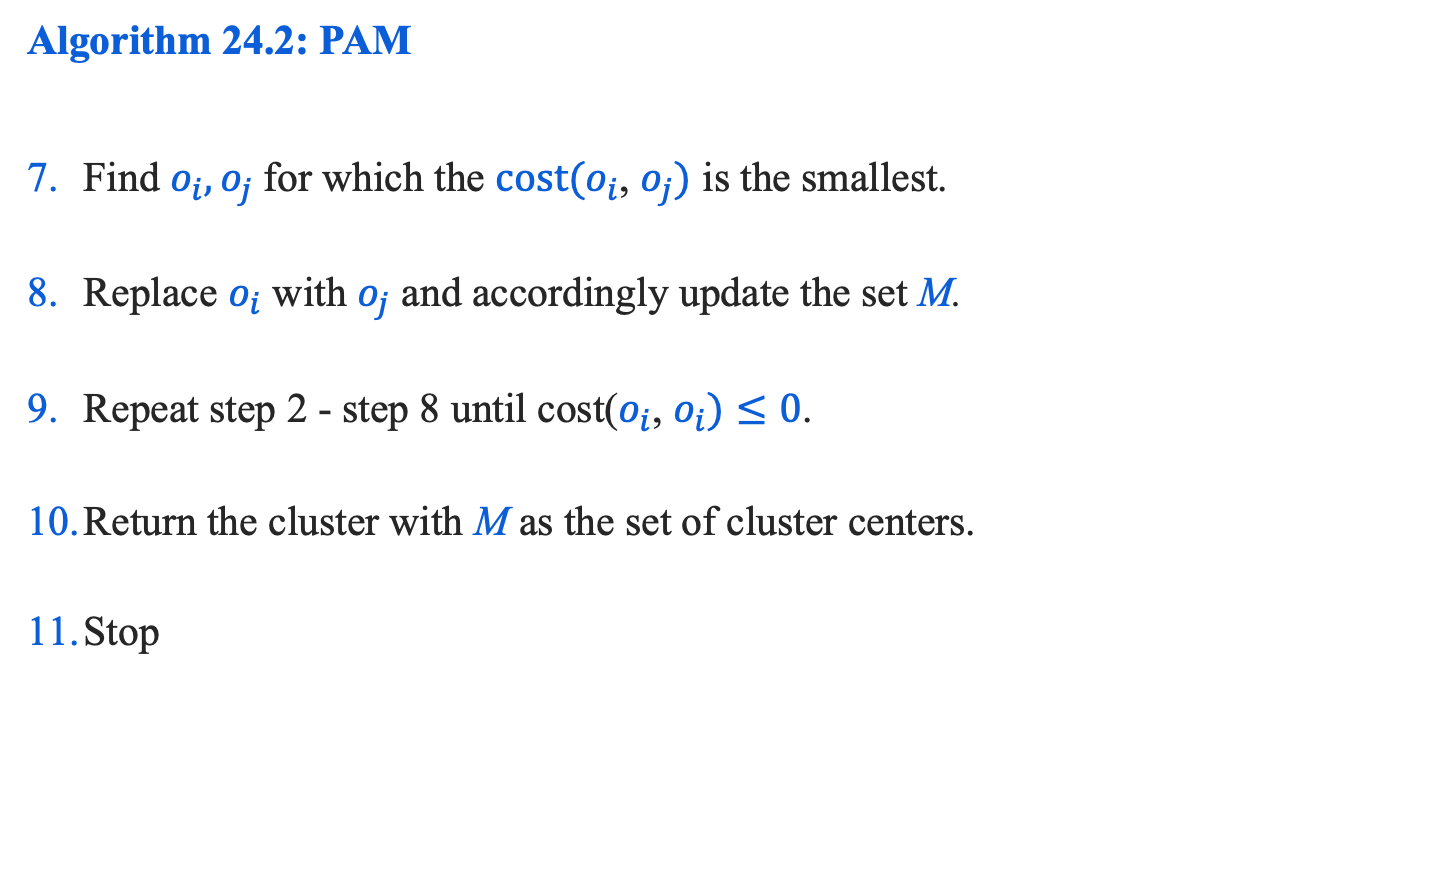 Algorithm 24.2: PAM
7. Find oᵢ, oⱼ for which the cost(oᵢ, oⱼ) is the smallest.
8. Replace oᵢ with oⱼ and accordingly update the set M.
9. Repeat step 2 - step 8 until cost(oᵢ, oᵢ) ≤ 0.
10. Return the cluster with M as the set of cluster centers.
11. Stop